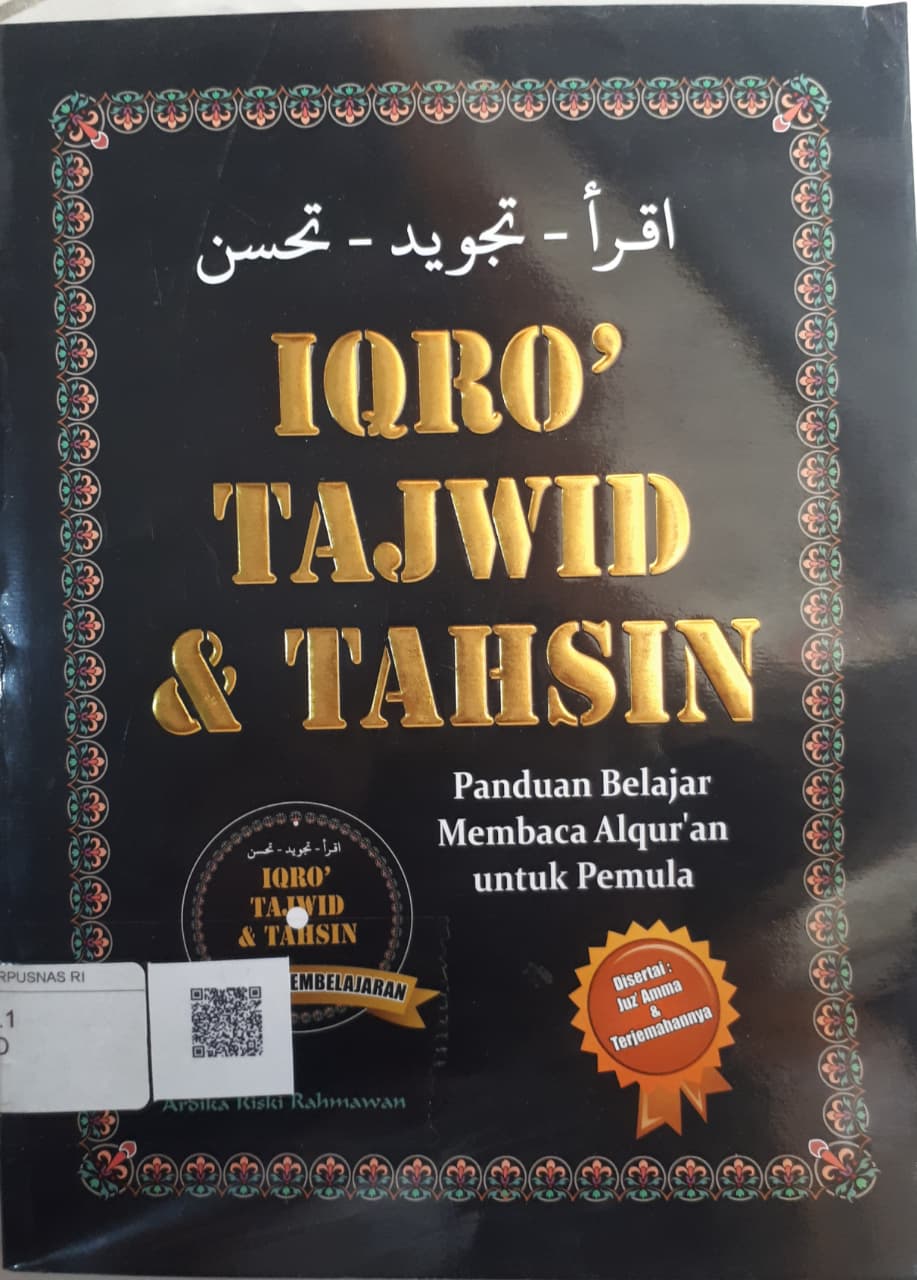 اقرأ - تجويد - تحسن
IQRO'
TAJWID
& TAHSIN
Panduan Belajar
Membaca Alqur'an
untuk Pemula
اقرأ - تجويد - تحسن
IQRO'
TAJWID
& TAHSIN
EMBELAJARAN
Disertai :
Juz' Amma
&
Terjemahannya
RPUSNAS RI
.1
Ardika Riski Rahmawan